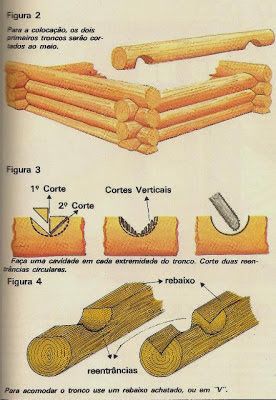 Figura 2
Para a colocação, os dois
primeiros troncos serão cor-
tados ao meio.
Figura 3
1º Corte
2º Corte
Cortes Verticais
Faça uma cavidade em cada extremidade do tronco. Corte duas reen-
trâncias circulares.
Figura 4
rebaixo
reentrâncias
Para acomodar o tronco use um rebaixo achatado, ou em "V".